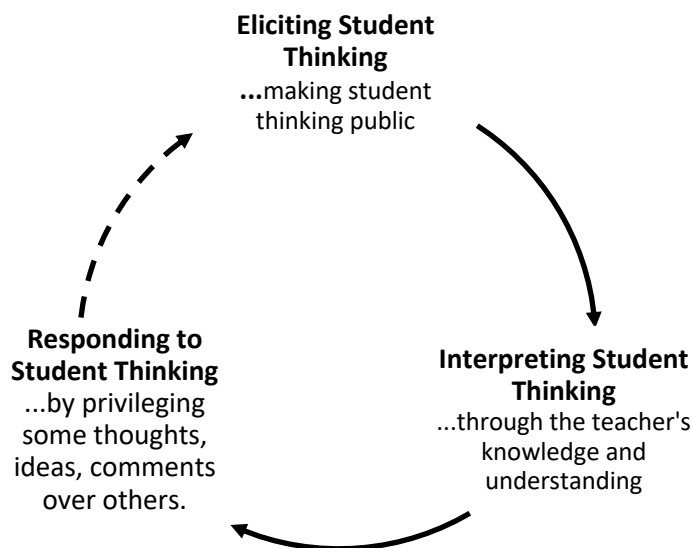 Eliciting Student
Thinking
...making student
thinking public
Responding to
Student Thinking
...by privileging
some thoughts,
ideas, comments
over others.
Interpreting Student
Thinking
...through the teacher's
knowledge and
understanding